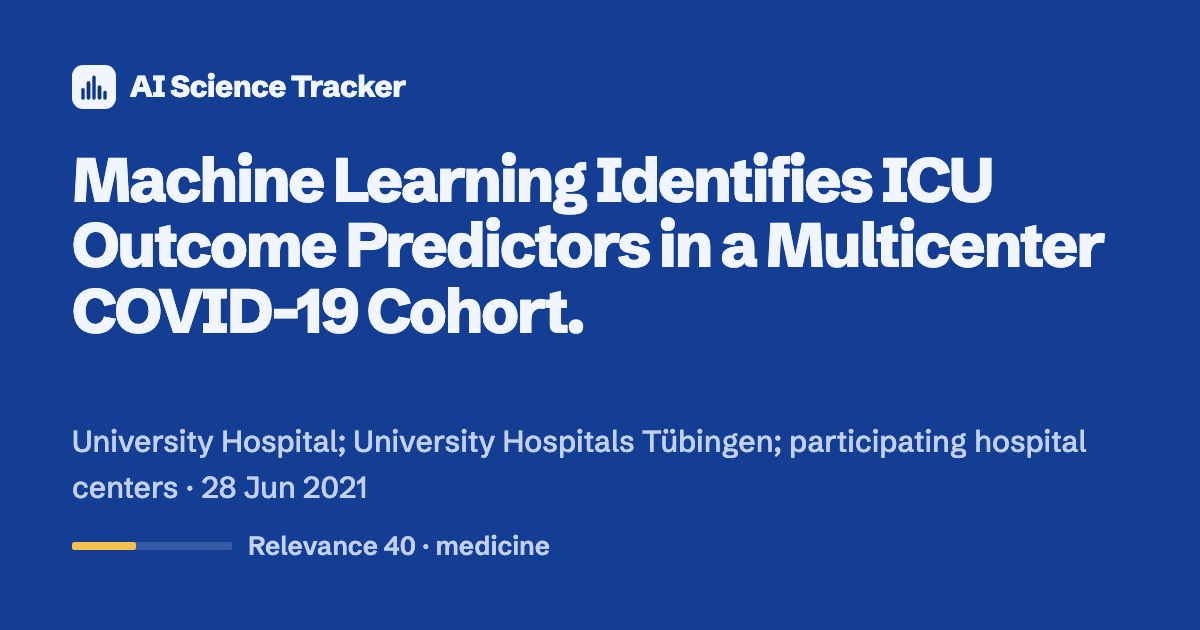 AI Science Tracker
Machine Learning Identifies ICU
Outcome Predictors in a Multicenter
COVID-19 Cohort.
University Hospital; University Hospitals Tübingen; participating hospital
centers · 28 Jun 2021
Relevance 40 · medicine